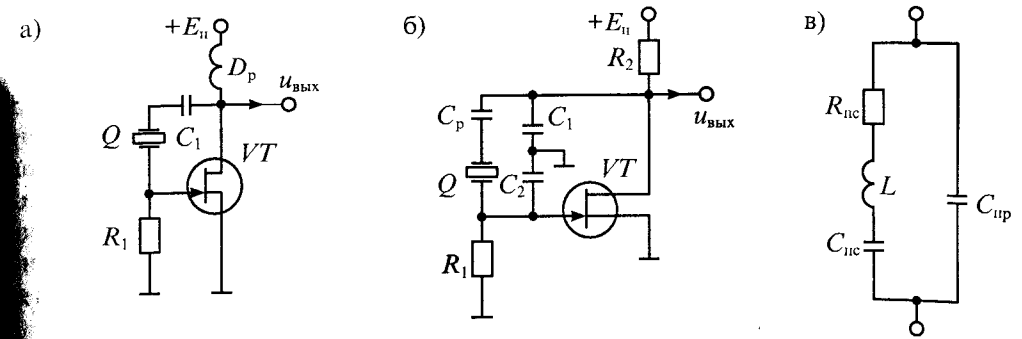 а)
+Eп
Dр
uвых
C1
Q
VT
R1
б)
+Eп
R2
Cр
C1
uвых
Q
C2
VT
R1
в)
Rпс
L
Cпр
Cпс